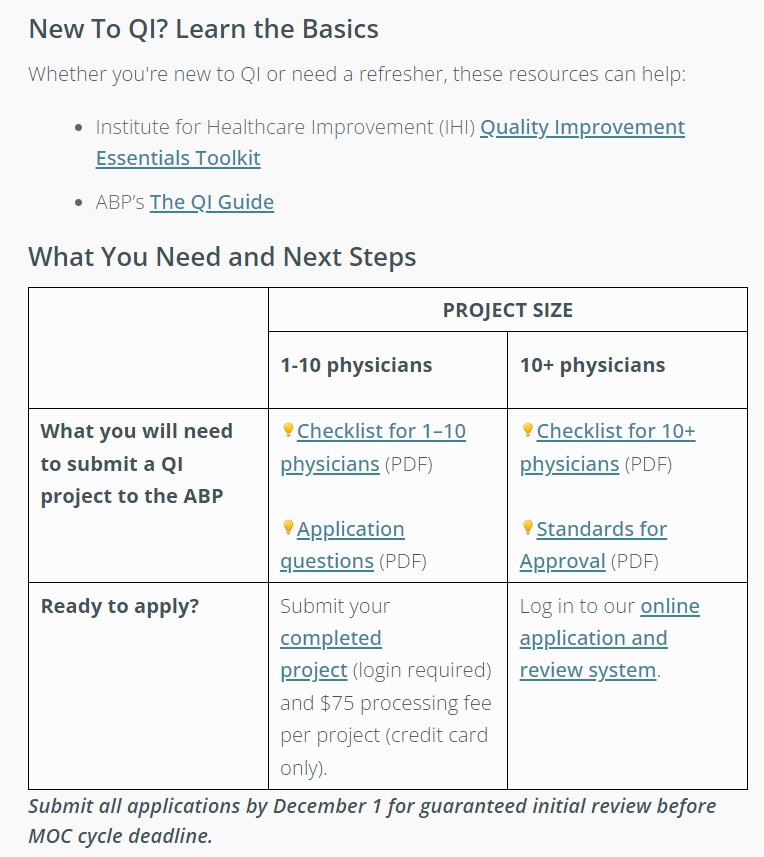 New To QI? Learn the Basics
Whether you're new to QI or need a refresher, these resources can help:
• Institute for Healthcare Improvement (IHI) Quality Improvement
Essentials Toolkit
• ABP’s The QI Guide
What You Need and Next Steps
PROJECT SIZE
1-10 physicians
10+ physicians
What you will need
to submit a QI
project to the ABP
Checklist for 1–10
physicians (PDF)
Application
questions (PDF)
Checklist for 10+
physicians (PDF)
Standards for
Approval (PDF)
Ready to apply?
Submit your
completed
project (login required)
and $75 processing fee
per project (credit card
only).
Log in to our online
application and
review system.
Submit all applications by December 1 for guaranteed initial review before
MOC cycle deadline.